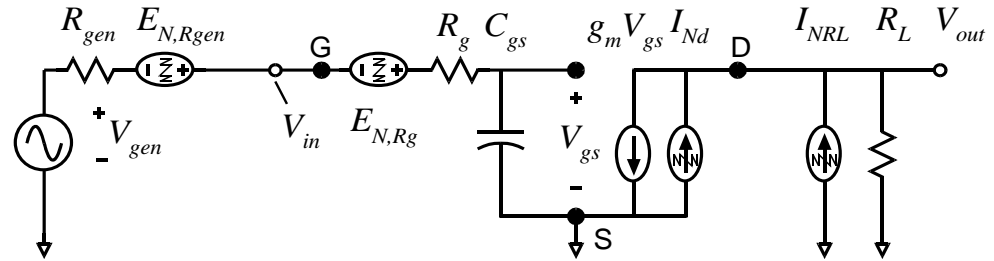 R_gen E_N,Rgen G R_g C_gs g_m V_gs I_Nd D I_NRL R_L V_out
+ V_gen - V_in E_N,Rg + V_gs -
S